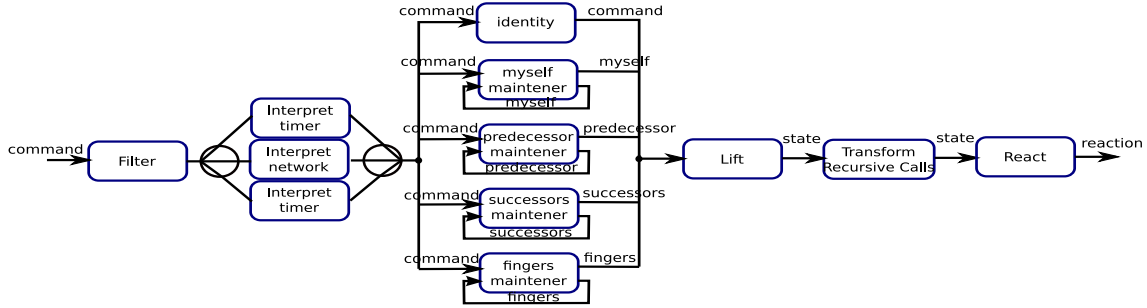 command
Filter
Interpret
timer
Interpret
network
Interpret
timer
command
identity
command
command
myself
maintener
myself
myself
command
predecessor
maintener
predecessor
predecessor
command
successors
maintener
successors
successors
command
fingers
maintener
fingers
fingers
Lift
state
Transform
Recursive Calls
state
React
reaction